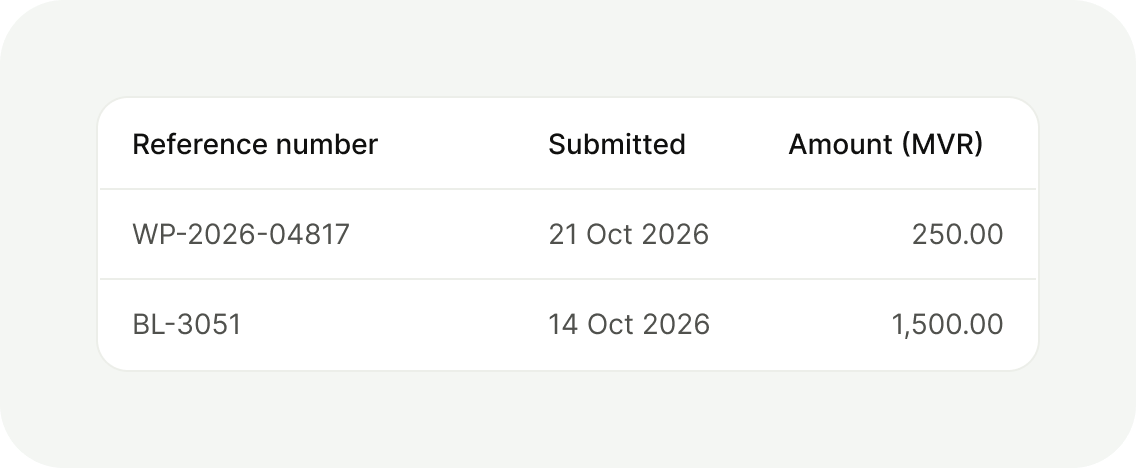 Reference number Submitted Amount (MVR)
WP-2026-04817 21 Oct 2026 250.00
BL-3051 14 Oct 2026 1,500.00